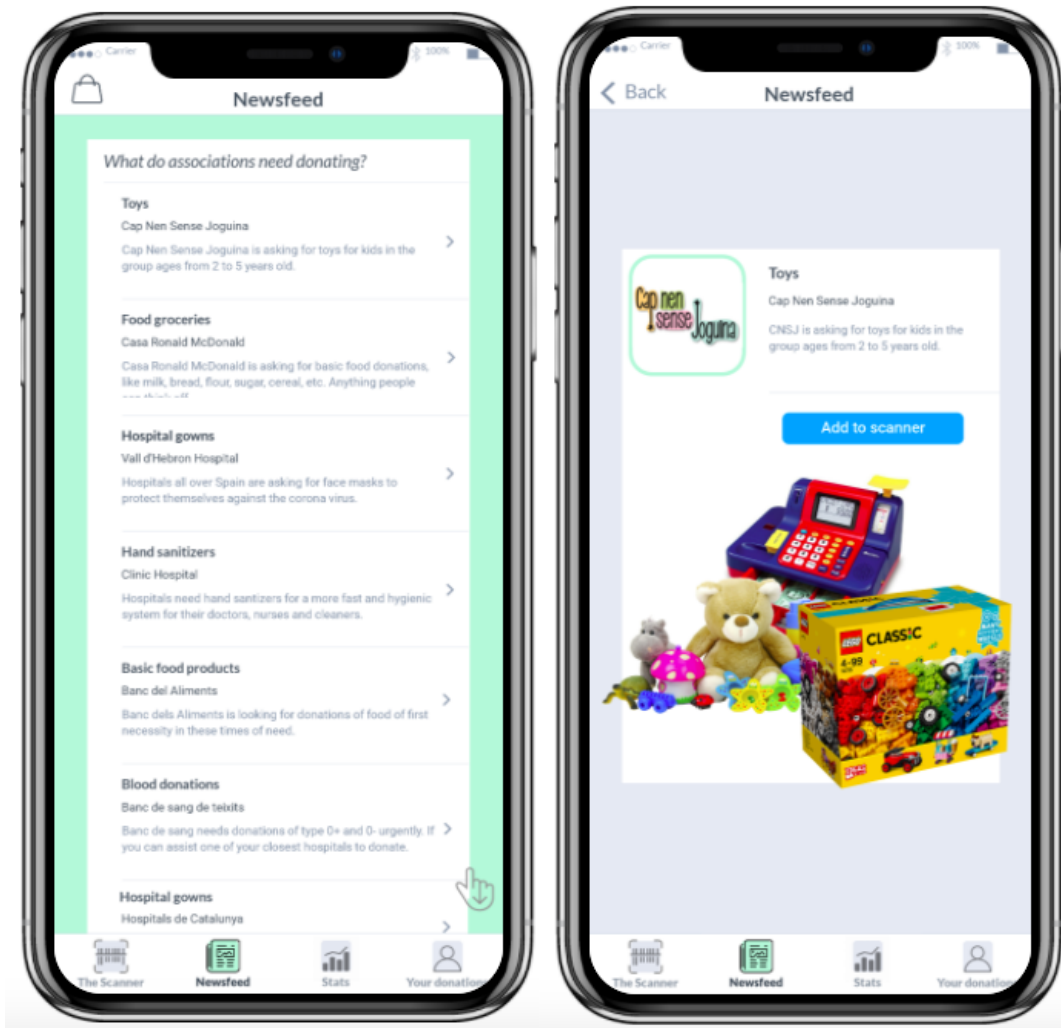 Carrier
100%
Newsfeed
What do associations need donating?
Toys
Cap Nen Sense Joguina
Cap Nen Sense Joguina is asking for toys for kids in the
group ages from 2 to 5 years old.
Food groceries
Casa Ronald McDonald
Casa Ronald McDonald is asking for basic food donations,
like milk, bread, flour, sugar, cereal, etc. Anything people
can think off
Hospital gowns
Vall d'Hebron Hospital
Hospitals all over Spain are asking for face masks to
protect themselves against the corona virus.
Hand sanitizers
Clinic Hospital
Hospitals need hand santizers for a more fast and hygienic
system for their doctors, nurses and cleaners.
Basic food products
Banc del Aliments
Banc dels Aliments is looking for donations of food of first
necessity in these times of need.
Blood donations
Banc de sang de teixits
Banc de sang needs donations of type 0+ and 0- urgently. If
you can assist one of your closest hospitals to donate.
Hospital gowns
Hospitals de Catalunya
The Scanner
Newsfeed
Stats
Your donation
Carrier
100%
Back
Newsfeed
Cap nen
sense
Joguina
Toys
Cap Nen Sense Joguina
CNSJ is asking for toys for kids in the
group ages from 2 to 5 years old.
Add to scanner
LEGO CLASSIC
4-99
The Scanner
Newsfeed
Stats
Your donatio